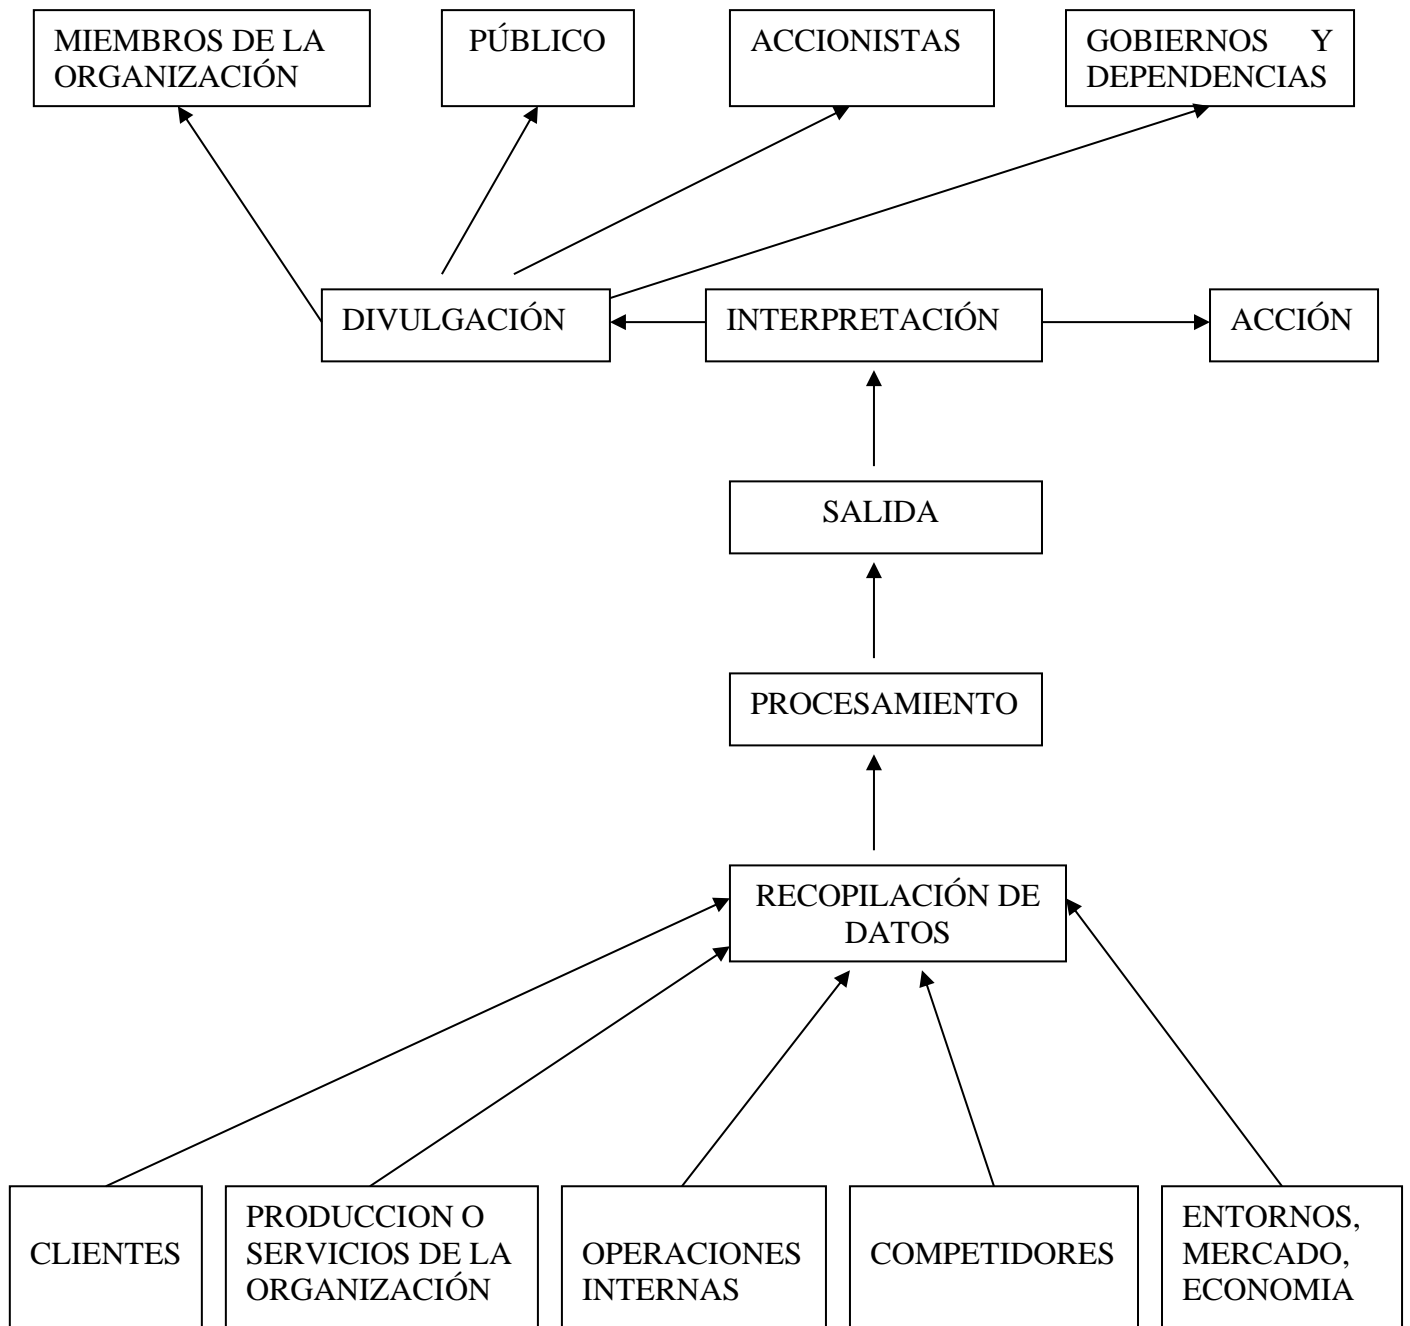 MIEMBROS DE LA
ORGANIZACIÓN
PÚBLICO
ACCIONISTAS
GOBIERNOS Y
DEPENDENCIAS
DIVULGACIÓN
INTERPRETACIÓN
ACCIÓN
SALIDA
PROCESAMIENTO
RECOPILACIÓN DE
DATOS
CLIENTES
PRODUCCION O
SERVICIOS DE LA
ORGANIZACIÓN
OPERACIONES
INTERNAS
COMPETIDORES
ENTORNOS,
MERCADO,
ECONOMIA